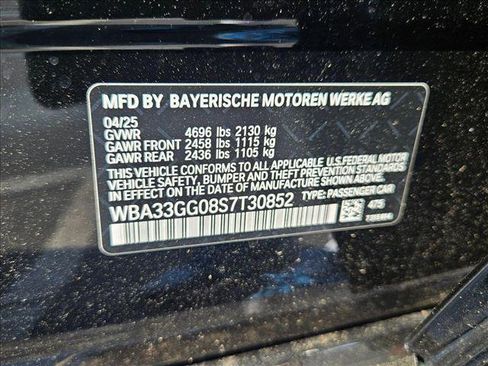 MFD BY BAYERISCHE MOTOREN WERKE AG
04/25
GVWR 4696 lbs 2130 kg
GAWR FRONT 2458 lbs 1115 kg
GAWR REAR 2436 lbs 1105 kg
THIS VEHICLE CONFORMS TO ALL APPLICABLE U.S.FEDERAL MOTOR
VEHICLE SAFETY, BUMPER AND THEFT PREVENTION STANDARDS
IN EFFECT ON THE DATE OF MANUFACTURE SHOWN ABOVE.
WBA33GG08S7T30852 TYPE: PASSENGER CAR
475